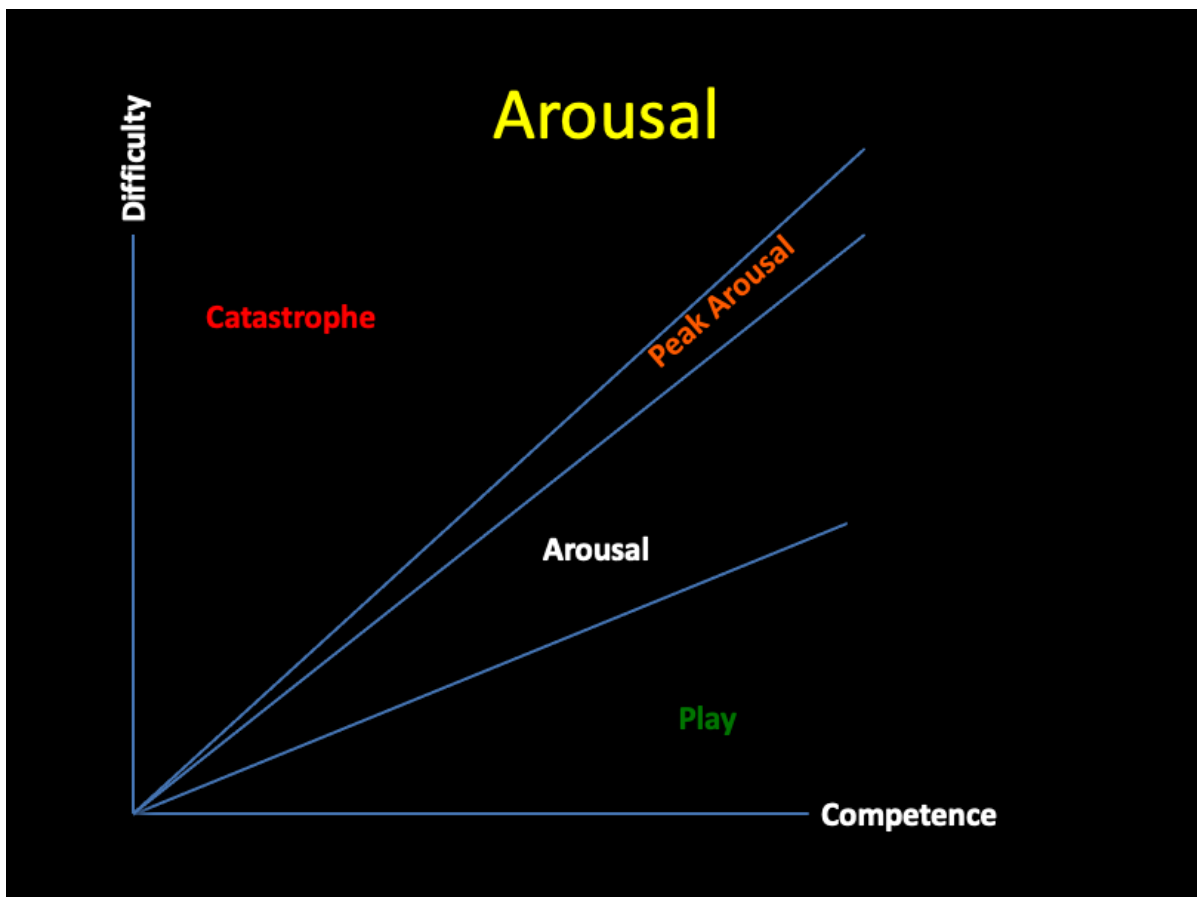 Arousal
Difficulty
Peak Arousal
Catastrophe
Arousal
Play
Competence